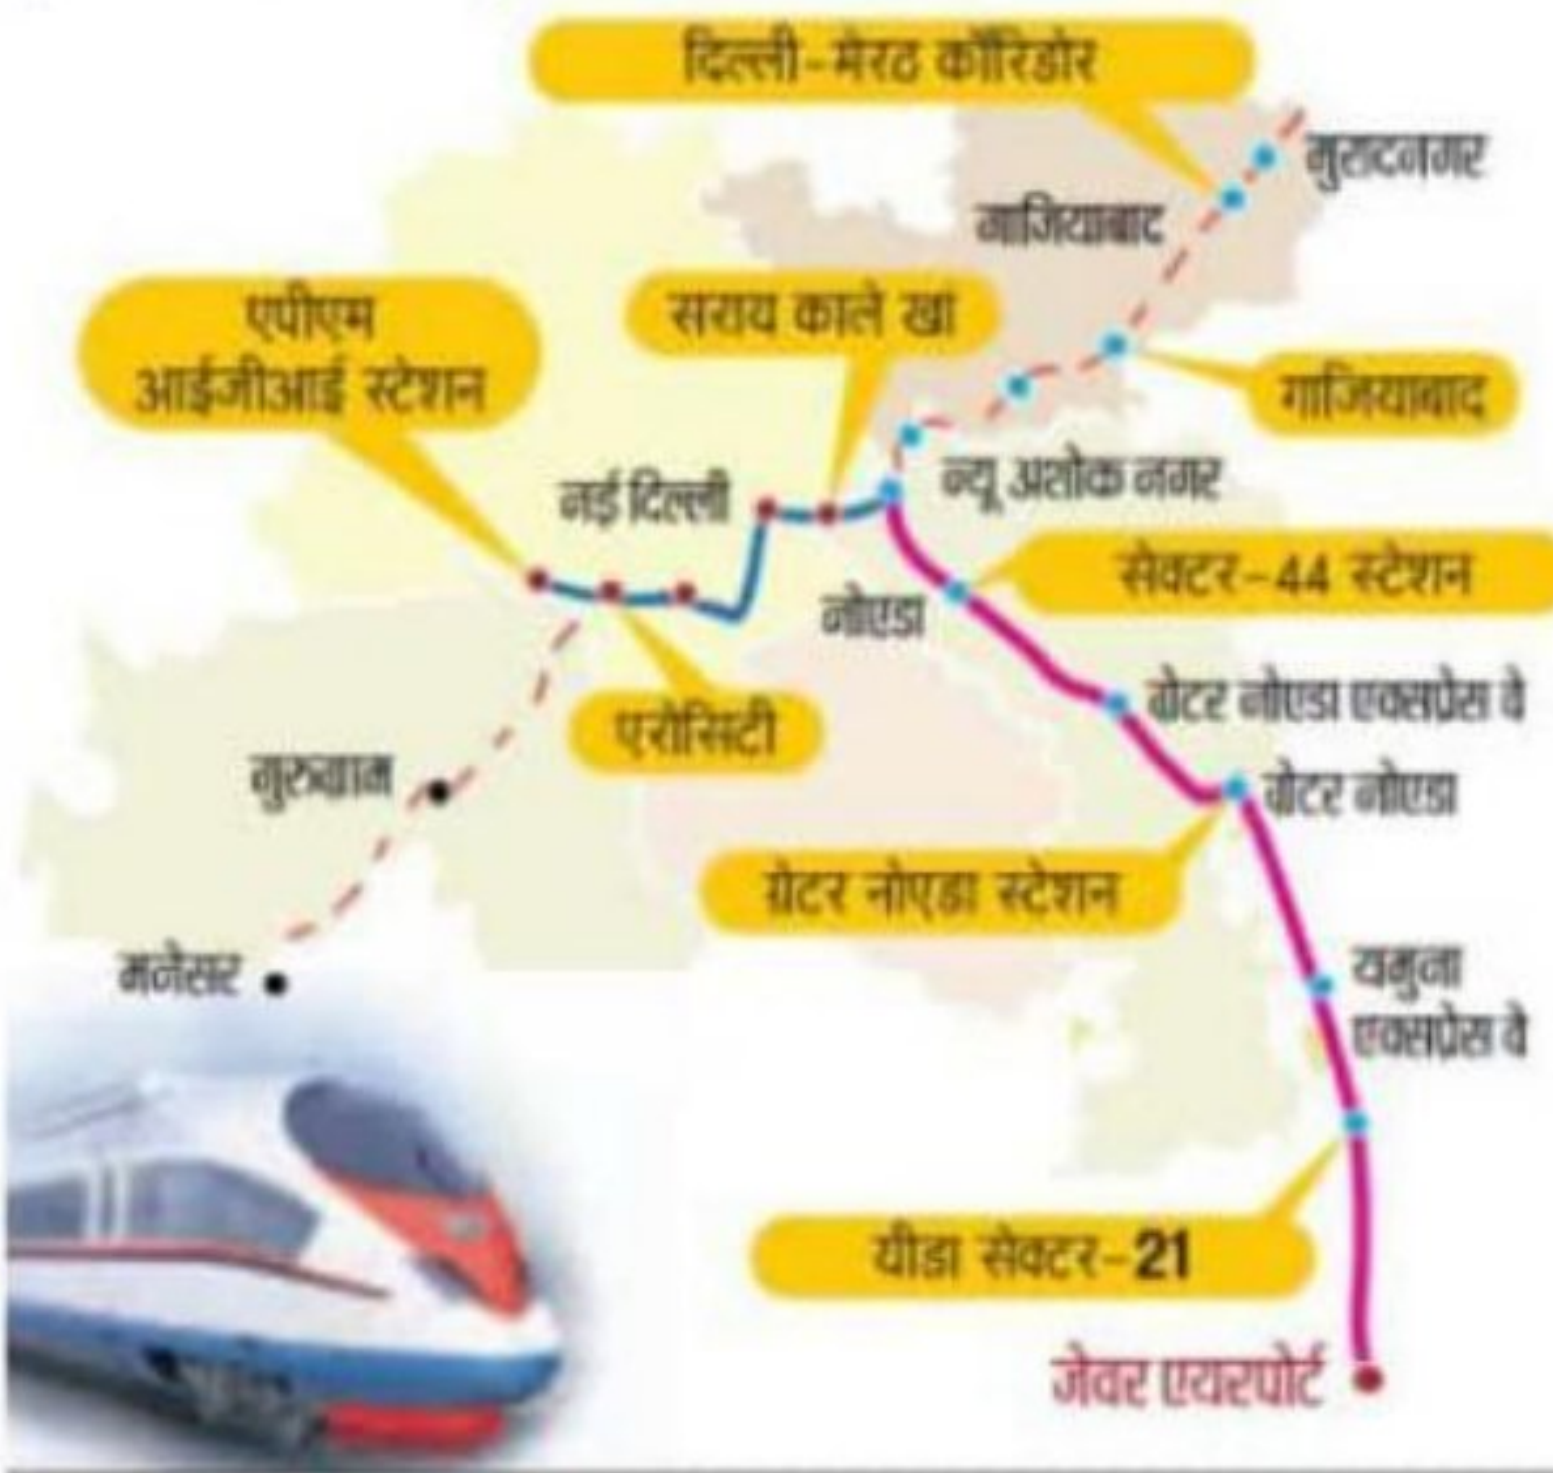 दिल्ली-मेरठ कॉरिडोर
मुरादनगर
गाजियाबाद
एपीएम
आईजीआई स्टेशन
सराय काले खां
गाजियाबाद
नई दिल्ली
न्यू अशोक नगर
सेक्टर-44 स्टेशन
नोएडा
ग्रेटर नोएडा एक्सप्रेस वे
एरोसिटी
गुरुग्राम
ग्रेटर नोएडा
ग्रेटर नोएडा स्टेशन
मनेसर
यमुना
एक्सप्रेस वे
यीडा सेक्टर-21
जेवर एयरपोर्ट